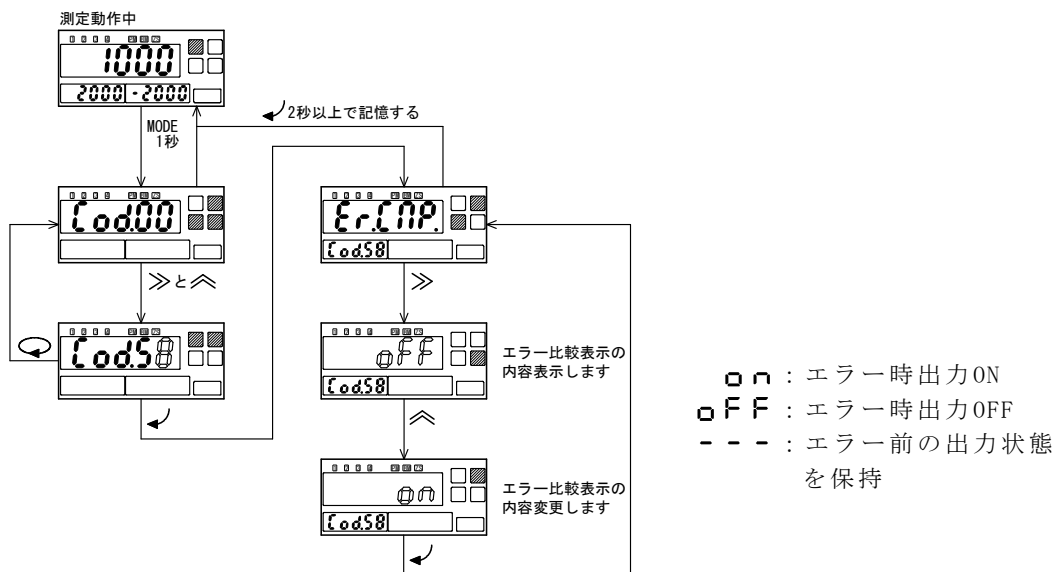 測定動作中
1000
2000 -2000
MODE
1秒
2秒以上で記憶する
Cod.00
Er.CMP.
Cod.58
≫と︽
≫
Cod.58
oFF
Cod.58
エラー比較表示の
内容表示します
︽
on
Cod.58
エラー比較表示の
内容変更します
on : エラー時出力ON
oFF : エラー時出力OFF
--- : エラー前の出力状態
を保持